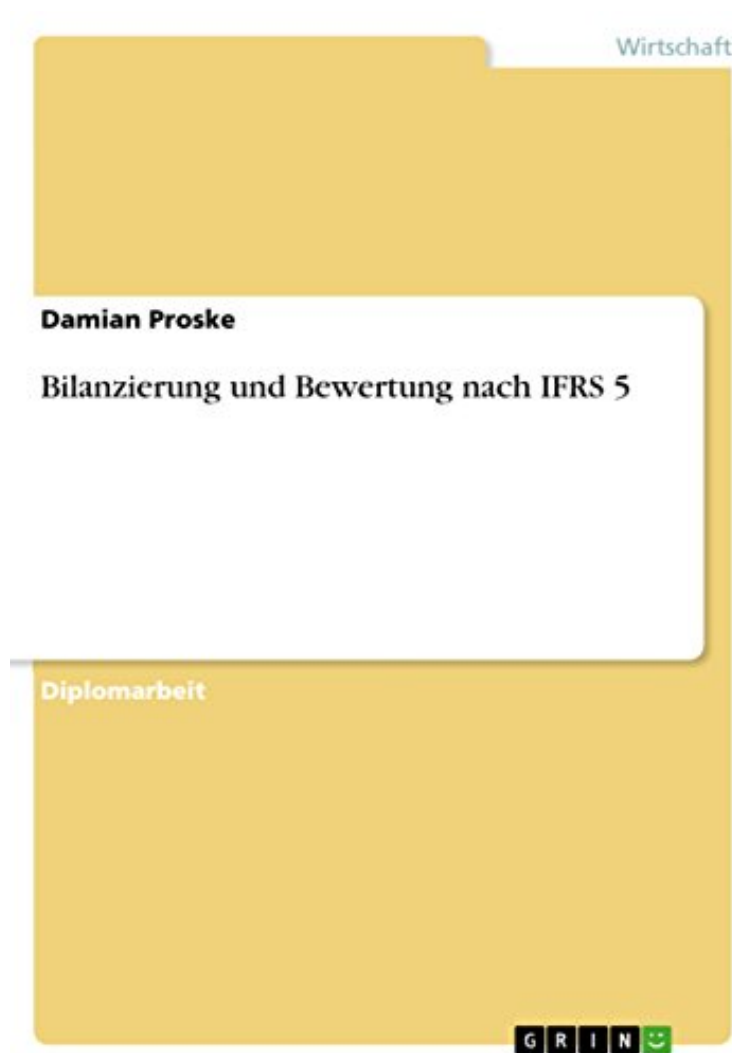 Wirtschaft
Damian Proske
Bilanzierung und Bewertung nach IFRS 5
Diplomarbeit
GRIN